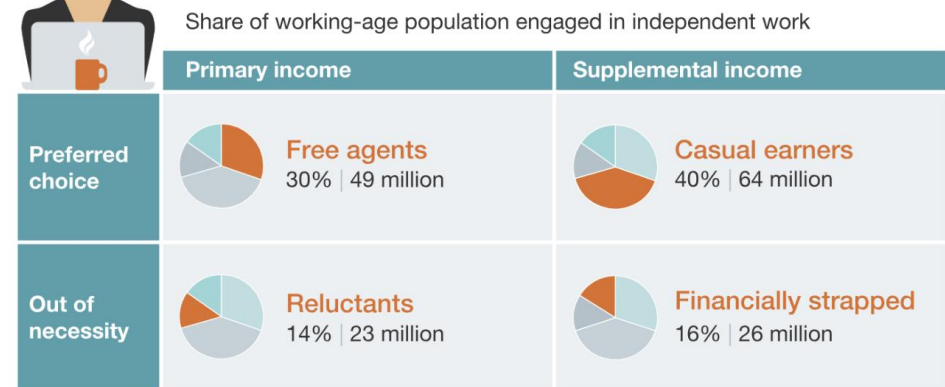 Share of working-age population engaged in independent work
Primary income
Supplemental income
Preferred
choice
Free agents
30% | 49 million
Casual earners
40% | 64 million
Out of
necessity
Reluctants
14% | 23 million
Financially strapped
16% | 26 million